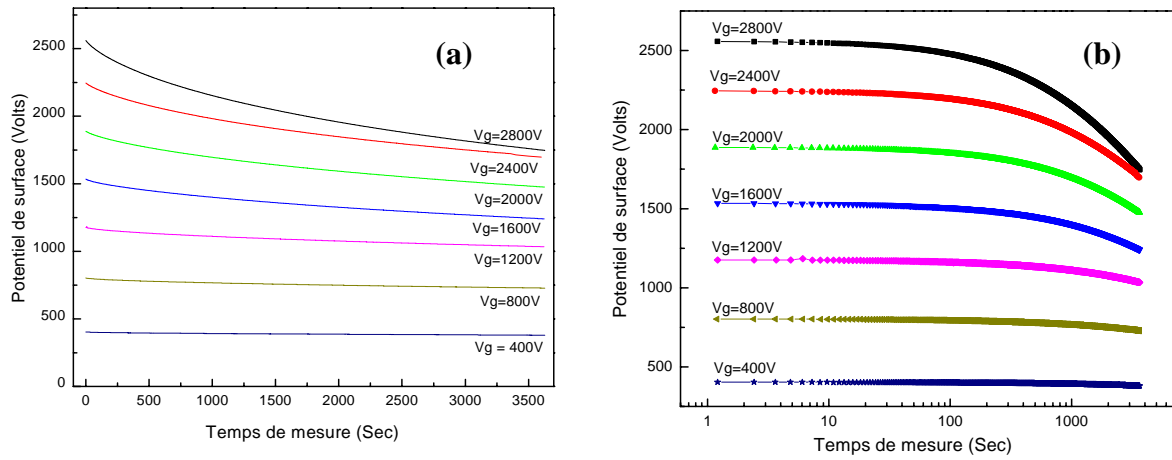 (a)
2500
2000
1500
1000
500
0
Potentiel de surface (Volts)
Vg=2800V
Vg=2400V
Vg=2000V
Vg=1600V
Vg=1200V
Vg=800V
Vg = 400V
0 500 1000 1500 2000 2500 3000 3500
Temps de mesure (Sec)
(b)
2500
2000
1500
1000
500
Potentiel de surface (Volts)
Vg=2800V
Vg=2400V
Vg=2000V
Vg=1600V
Vg=1200V
Vg=800V
Vg=400V
1 10 100 1000
Temps de mesure (Sec)